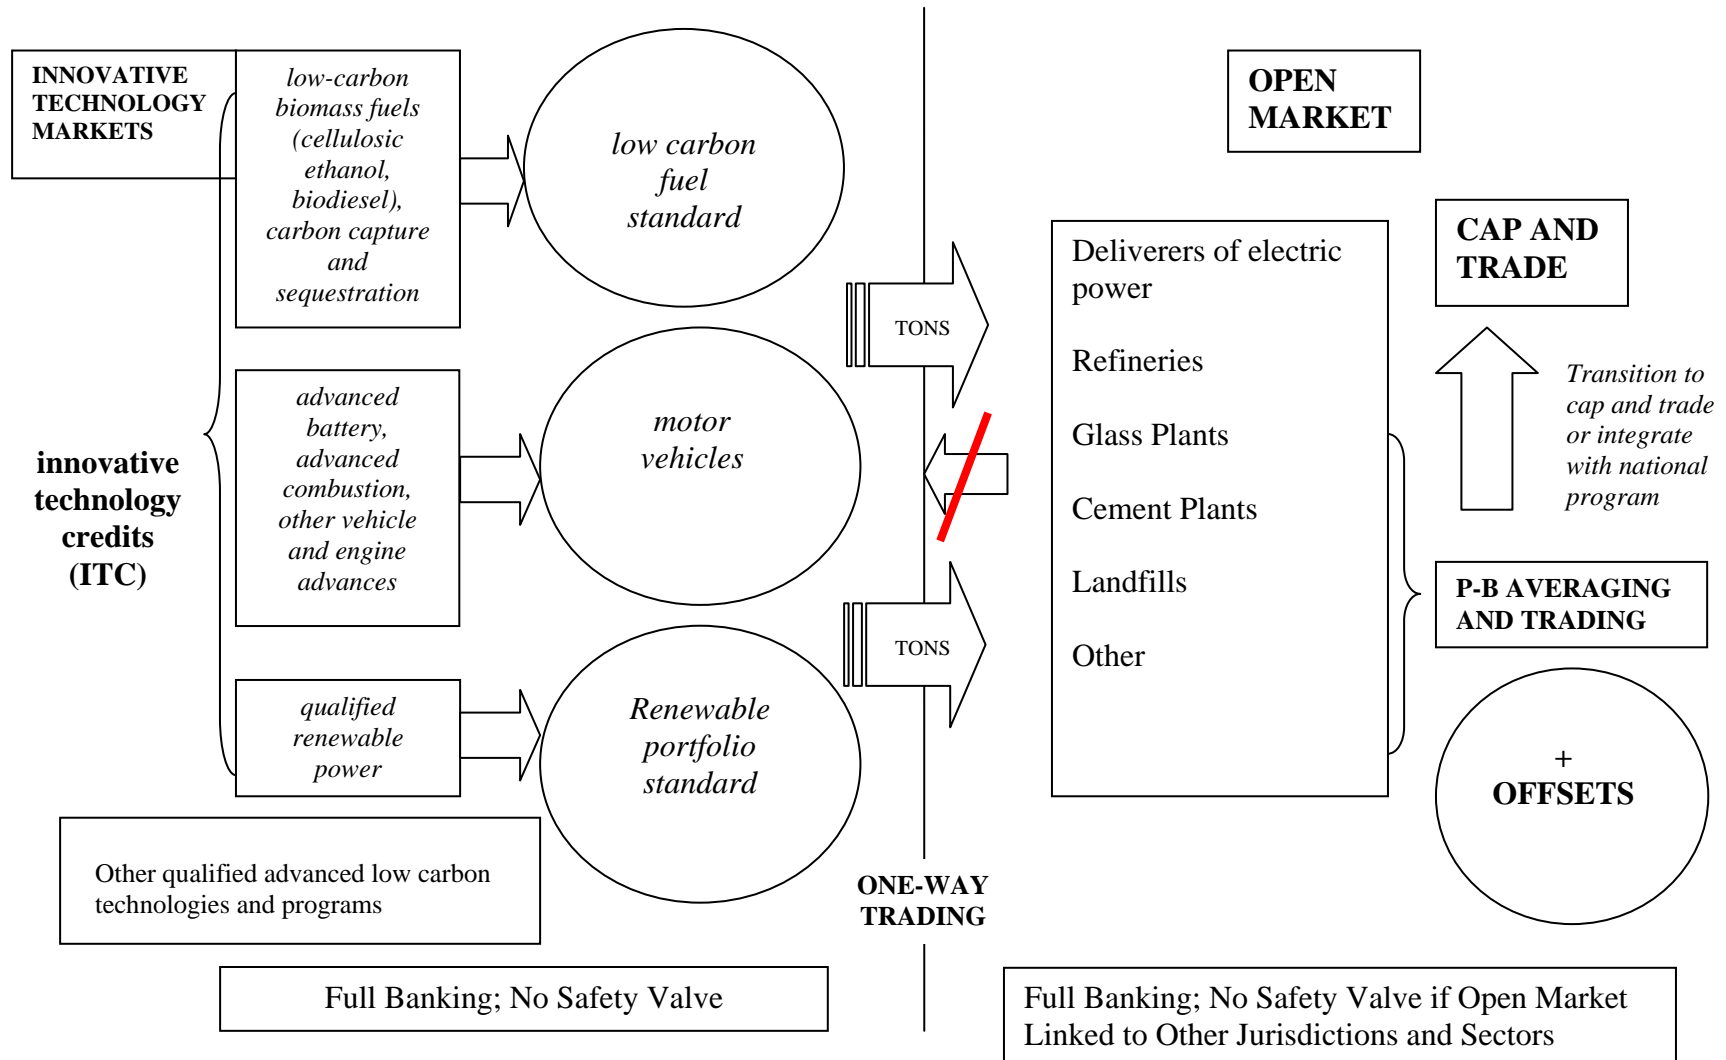 INNOVATIVE
TECHNOLOGY
MARKETS
low-carbon
biomass fuels
(cellulosic
ethanol,
biodiesel),
carbon capture
and
sequestration
low carbon
fuel
standard
innovative
technology
credits
(ITC)
advanced
battery,
advanced
combustion,
other vehicle
and engine
advances
motor
vehicles
qualified
renewable
power
Renewable
portfolio
standard
Other qualified advanced low carbon
technologies and programs
Full Banking; No Safety Valve
TONS
TONS
ONE-WAY
TRADING
OPEN
MARKET
Deliverers of electric
power
Refineries
Glass Plants
Cement Plants
Landfills
Other
CAP AND
TRADE
Transition to
cap and trade
or integrate
with national
program
P-B AVERAGING
AND TRADING
+
OFFSETS
Full Banking; No Safety Valve if Open Market
Linked to Other Jurisdictions and Sectors